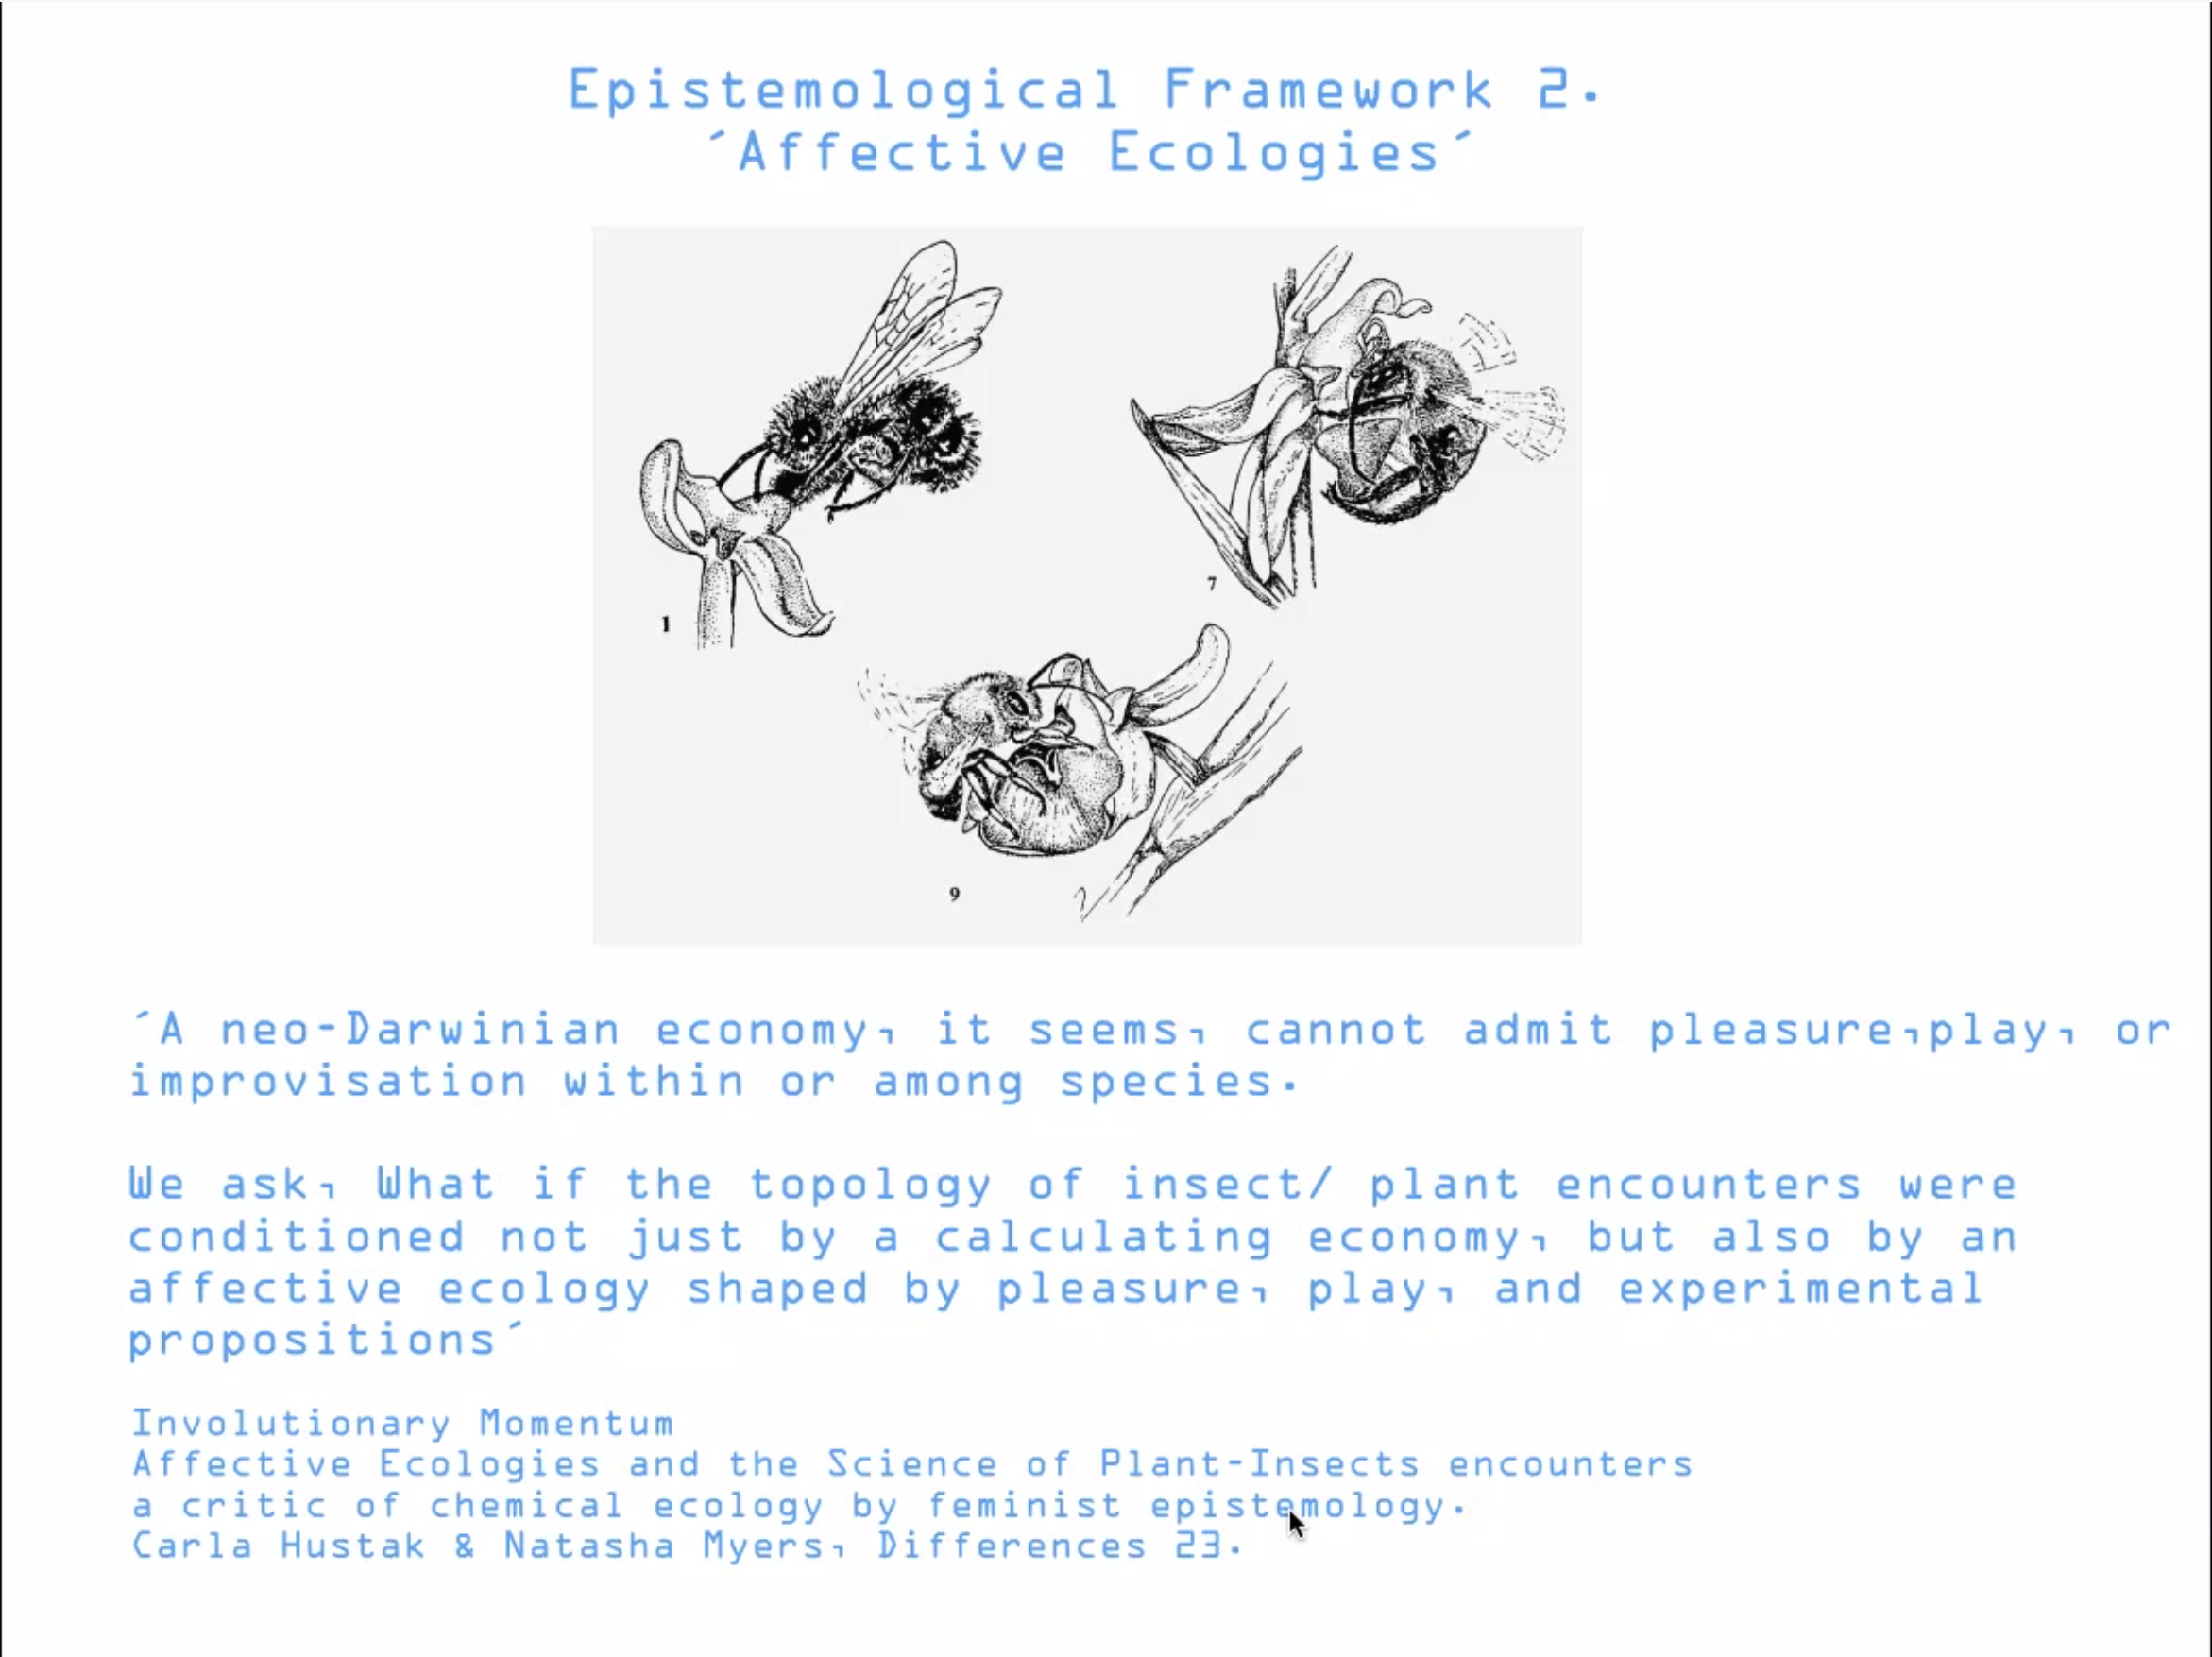 Epistemological Framework 2.
´Affective Ecologies´
1
7
9
´A neo-Darwinian economy, it seems, cannot admit pleasure,play, or
improvisation within or among species.
We ask, What if the topology of insect/ plant encounters were
conditioned not just by a calculating economy, but also by an
affective ecology shaped by pleasure, play, and experimental
propositions´
Involutionary Momentum
Affective Ecologies and the Science of Plant-Insects encounters
a critic of chemical ecology by feminist epistemology.
Carla Hustak & Natasha Myers, Differences 23.